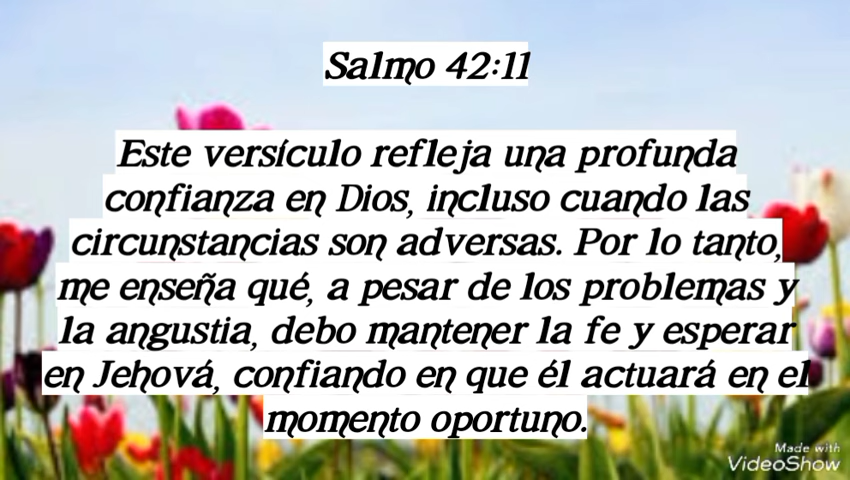 Salmo 42:11
Este versículo refleja una profunda
confianza en Dios, incluso cuando las
circunstancias son adversas. Por lo tanto,
me enseña qué, a pesar de los problemas y
la angustia, debo mantener la fe y esperar
en Jehová, confiando en que él actuará en el
momento oportuno.
Made with
VideoShow